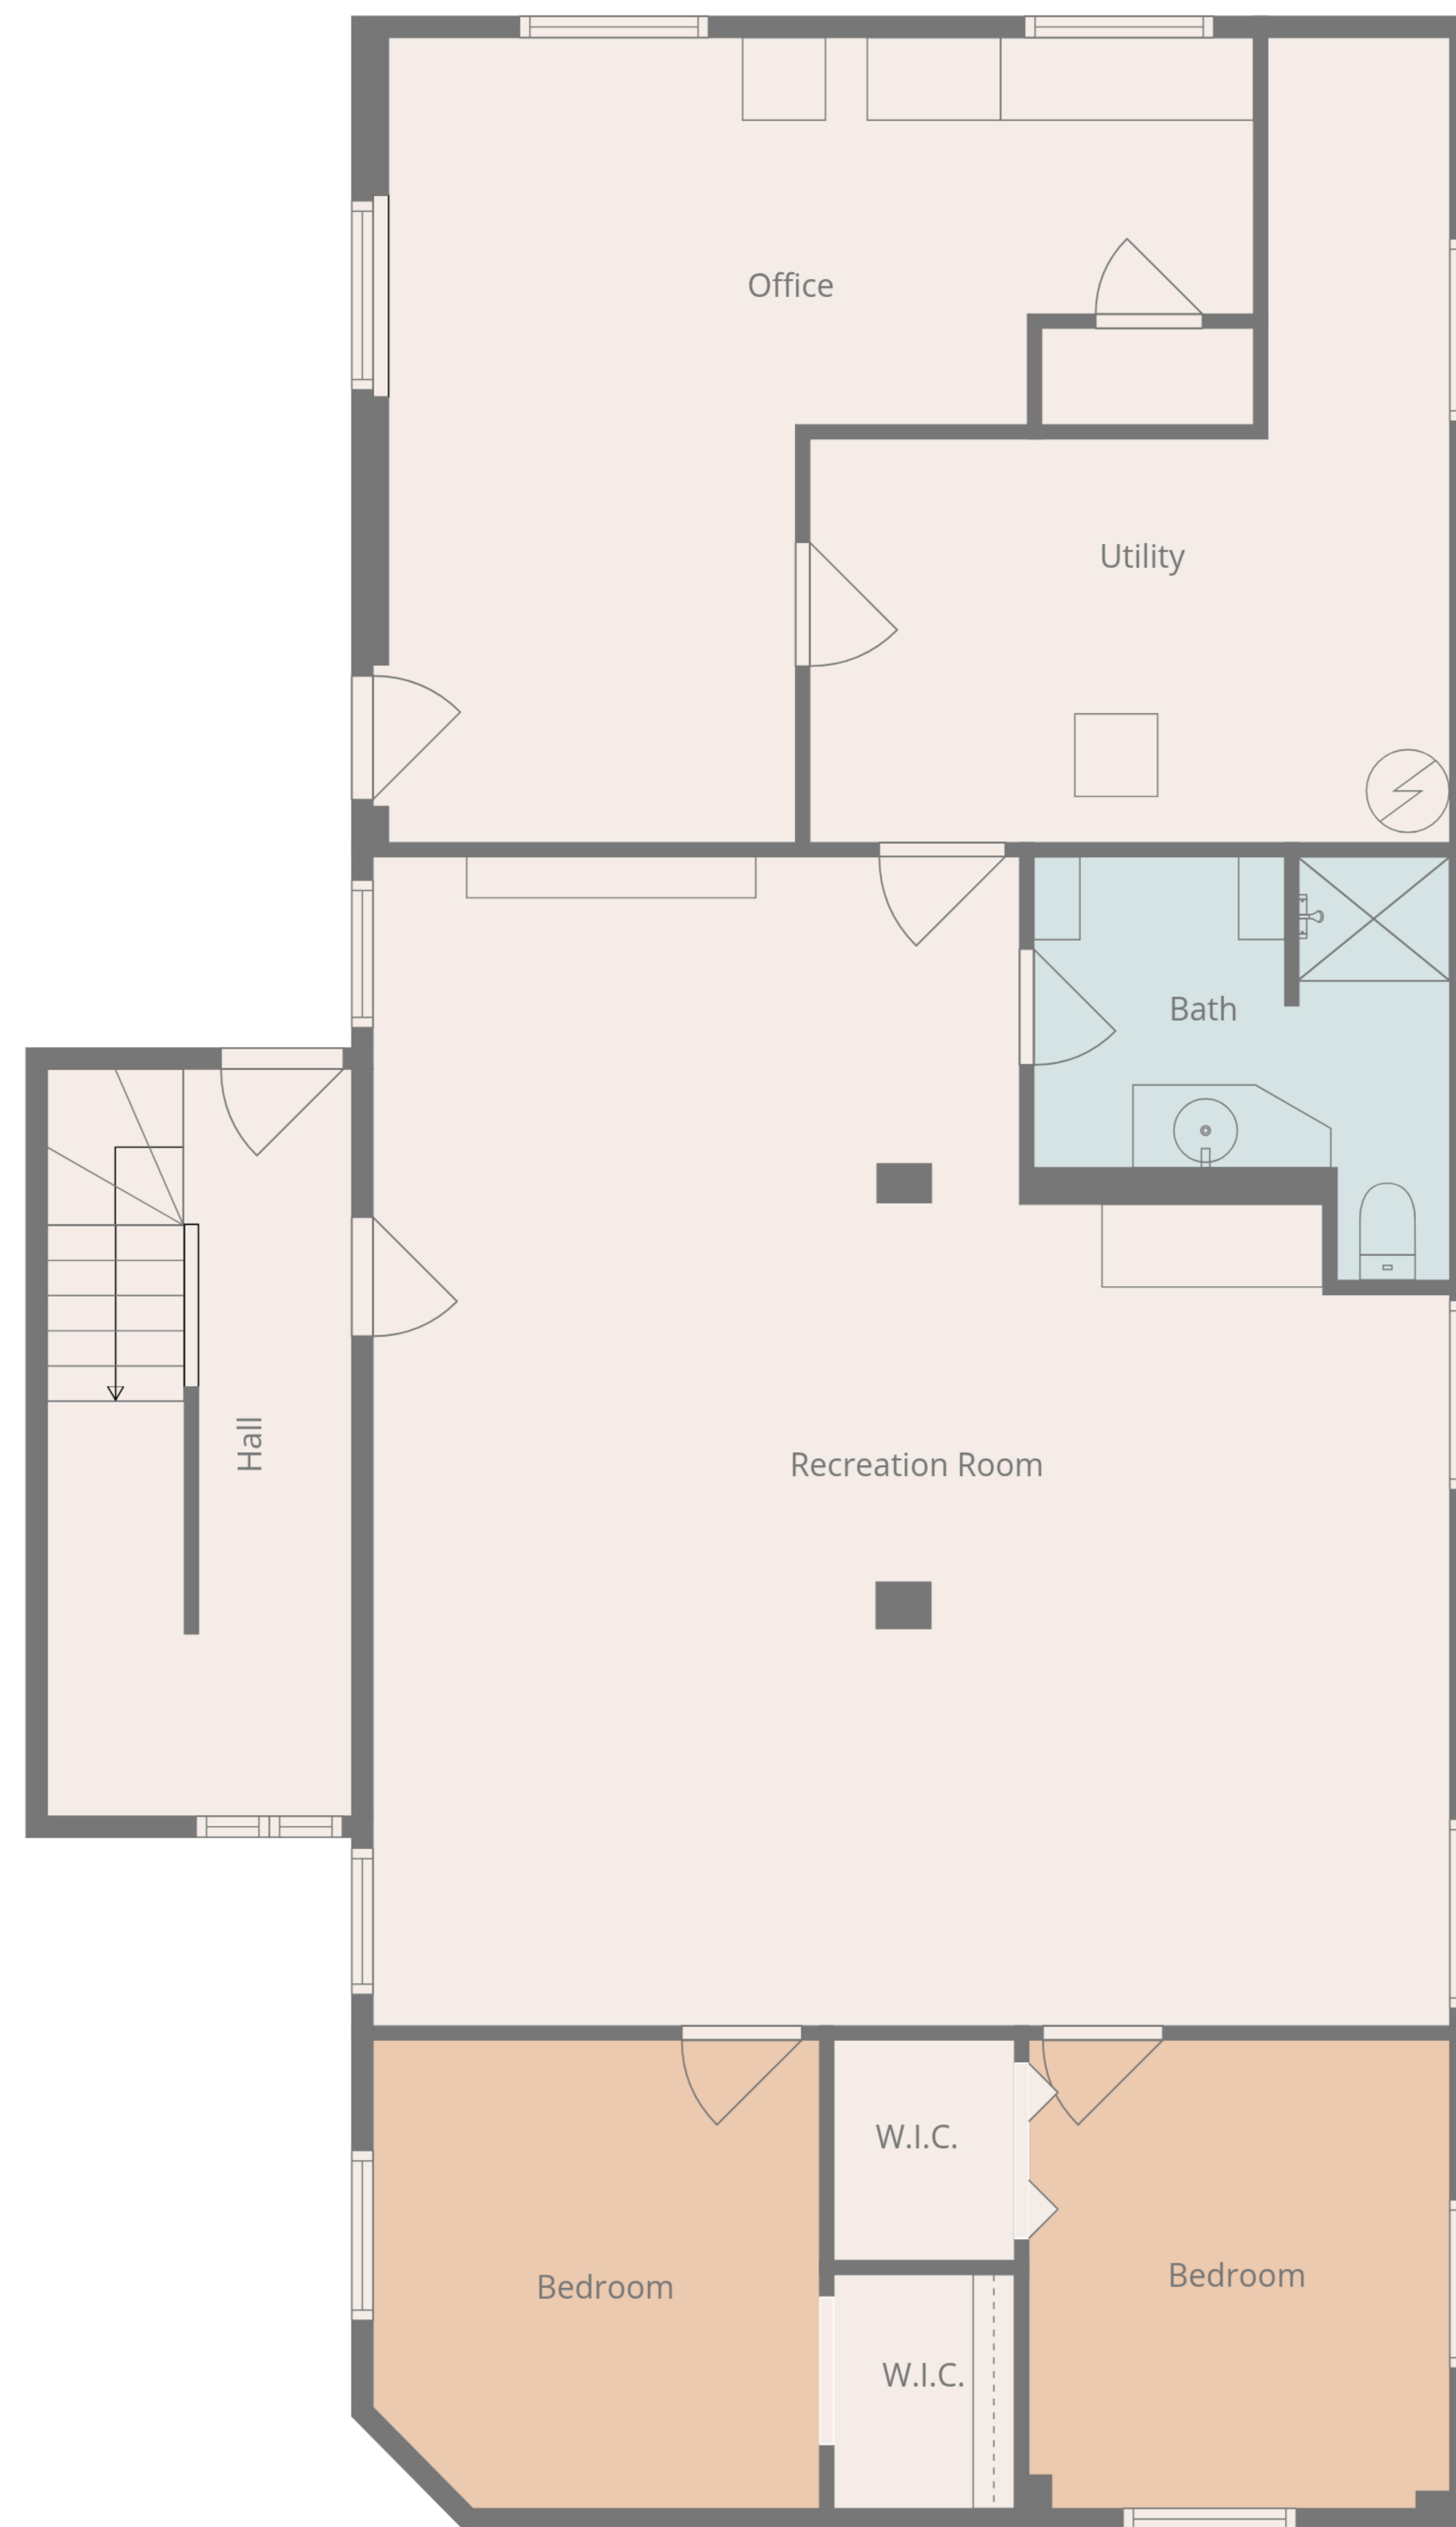 Office
Utility
Bath
Hall
Recreation Room
W.I.C.
Bedroom
Bedroom
W.I.C.